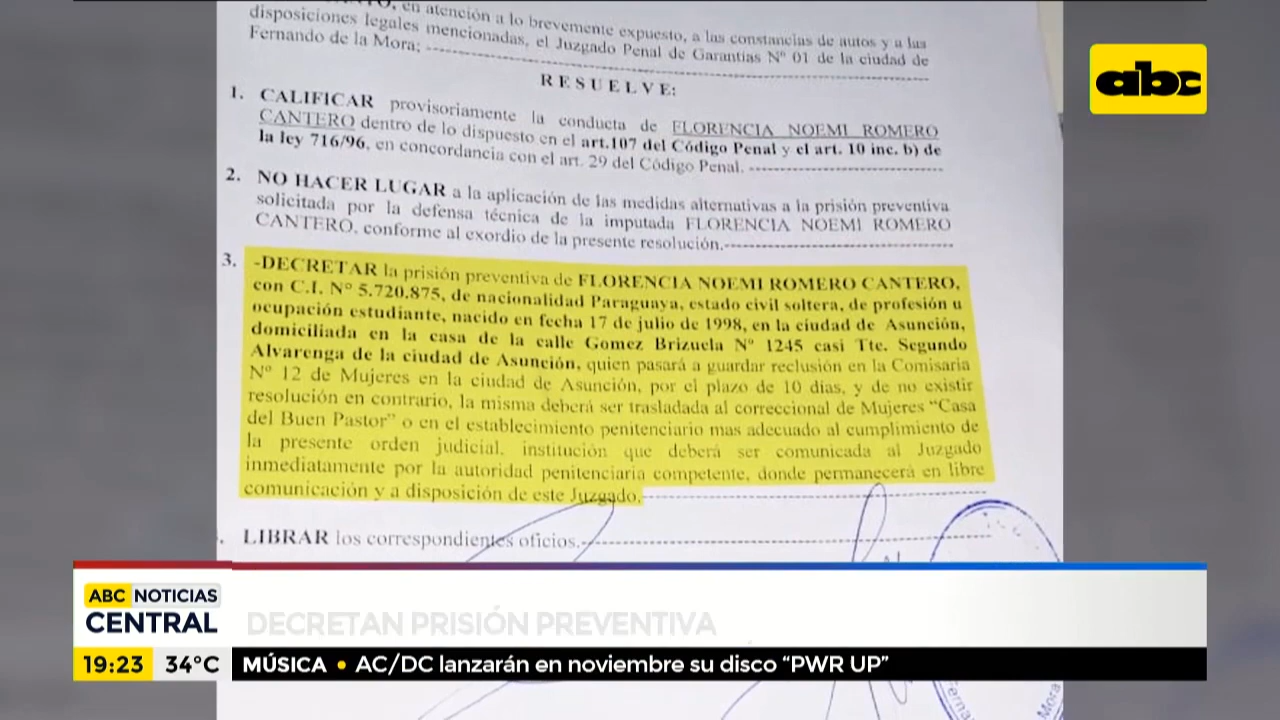 en atención a lo brevemente expuesto, a las constancias de autos y a las
disposiciones legales mencionadas, el Juzgado Penal de Garantías N° 01 de la ciudad de
Fernando de la Mora;
RESUELVE:
1. CALIFICAR provisoriamente la conducta de FLORENCIA NOEMI ROMERO
CANTERO dentro de lo dispuesto en el art.107 del Código Penal y el art. 10 inc. b) de
la ley 716/96, en concordancia con el art. 29 del Código Penal.
2. NO HACER LUGAR a la aplicación de las medidas alternativas a la prisión preventiva
solicitada por la defensa técnica de la imputada FLORENCIA NOEMI ROMERO
CANTERO, conforme al exordio de la presente resolución.
3. -DECRETAR la prisión preventiva de FLORENCIA NOEMI ROMERO CANTERO,
con C.I. N° 5.720.875, de nacionalidad Paraguaya, estado civil soltera, de profesión u
ocupación estudiante, nacido en fecha 17 de julio de 1998, en la ciudad de Asunción,
domiciliada en la casa de la calle Gomez Brizuela N° 1245 casi Tte. Segundo
Alvarenga de la ciudad de Asunción, quien pasará a guardar reclusión en la Comisaria
N° 12 de Mujeres en la ciudad de Asunción, por el plazo de 10 días, y de no existir
resolución en contrario, la misma deberá ser trasladada al correccional de Mujeres "Casa
del Buen Pastor" o en el establecimiento penitenciario mas adecuado al cumplimiento de
la presente orden judicial, institución que deberá ser comunicada al Juzgado
inmediatamente por la autoridad penitenciaria competente, donde permanecerá en libre
comunicación y a disposición de este Juzgado.
LIBRAR los correspondientes oficios.
abc
ABC NOTICIAS
CENTRAL
DECRETAN PRISIÓN PREVENTIVA
19:23 34°C
MÚSICA • AC/DC lanzarán en noviembre su disco “PWR UP”
Mora